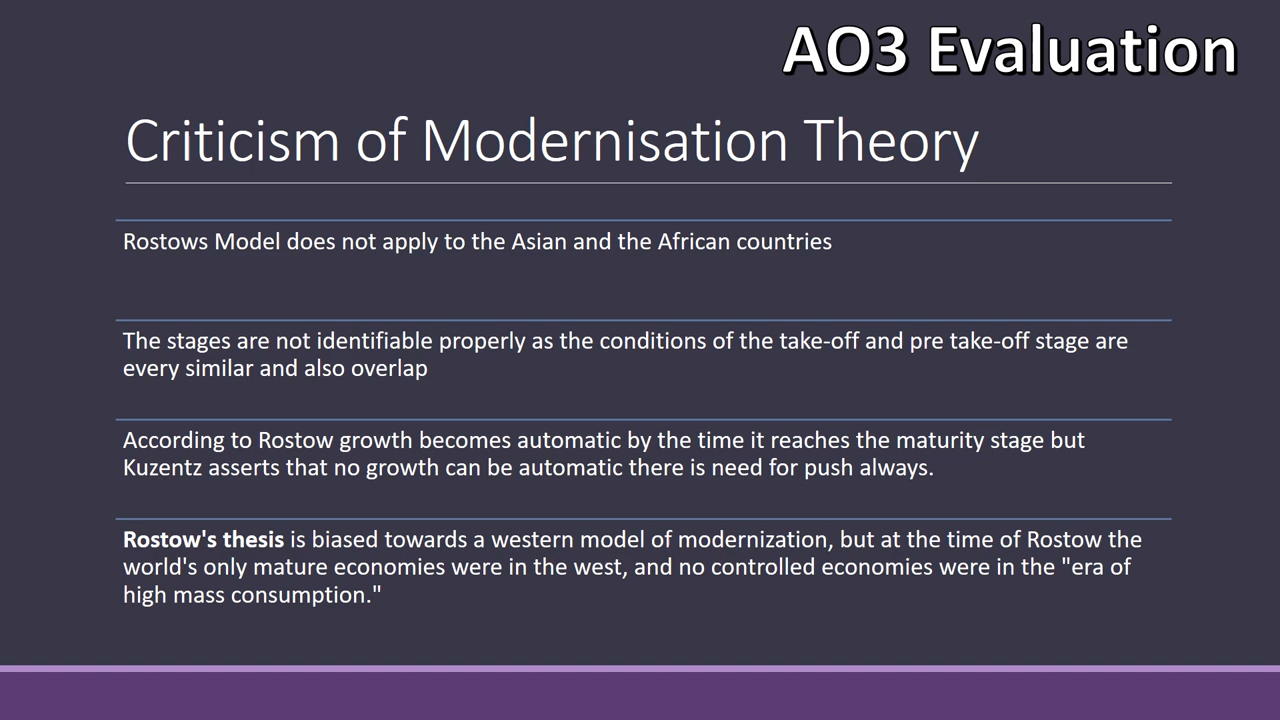 AO3 Evaluation
Criticism of Modernisation Theory
Rostows Model does not apply to the Asian and the African countries
The stages are not identifiable properly as the conditions of the take-off and pre take-off stage are
every similar and also overlap
According to Rostow growth becomes automatic by the time it reaches the maturity stage but
Kuzentz asserts that no growth can be automatic there is need for push always.
Rostow's thesis is biased towards a western model of modernization, but at the time of Rostow the
world's only mature economies were in the west, and no controlled economies were in the "era of
high mass consumption."